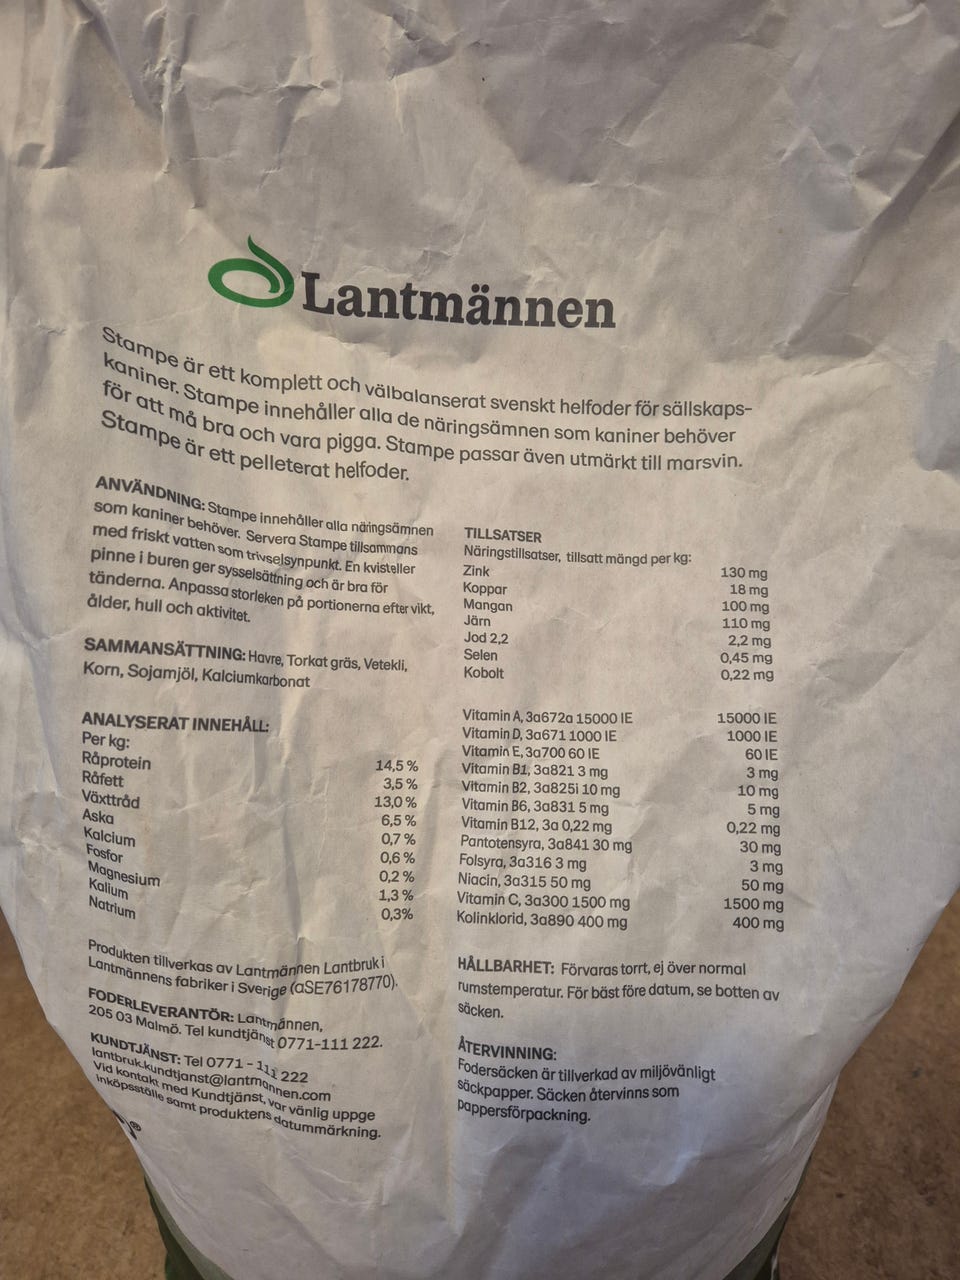 Lantmännen
Stampe är ett komplett och välbalanserat svenskt helfoder för sällskaps-
kaniner. Stampe innehåller alla de näringsämnen som kaniner behöver
för att må bra och vara pigga. Stampe passar även utmärkt till marsvin.
Stampe är ett pelleterat helfoder.
ANVÄNDNING: Stampe innehåller alla näringsämnen
som kaniner behöver. Servera Stampe tillsammans
med friskt vatten som trivselsynpunkt. En kvisteller
pinne i buren ger sysselsättning och är bra för
tänderna. Anpassa storleken på portionerna efter vikt,
ålder, hull och aktivitet.
SAMMANSÄTTNING: Havre, Torkat gräs, Vetekli,
Korn, Sojamjöl, Kalciumkarbonat
ANALYSERAT INNEHÅLL:
Per kg:
Råprotein 14,5 %
Råfett 3,5 %
Växttråd 13,0 %
Aska 6,5 %
Kalcium 0,7 %
Fosfor 0,6 %
Magnesium 0,2 %
Kalium 1,3 %
Natrium 0,3%
Produkten tillverkas av Lantmännen Lantbruk i
Lantmännens fabriker i Sverige (aSE76178770).
FODERLEVERANTÖR: Lantmännen,
205 03 Malmö. Tel kundtjänst 0771-111 222.
KUNDTJÄNST: Tel 0771 - 111 222
lantbruk.kundtjanst@lantmannen.com
Vid kontakt med Kundtjänst, var vänlig uppge
inköpsställe samt produktens datummärkning.
®
TILLSATSER
Näringstillsatser, tillsatt mängd per kg:
Zink 130 mg
Koppar 18 mg
Mangan 100 mg
Järn 110 mg
Jod 2,2 2,2 mg
Selen 0,45 mg
Kobolt 0,22 mg
Vitamin A, 3a672a 15000 IE 15000 IE
Vitamin D, 3a671 1000 IE 1000 IE
Vitamin E, 3a700 60 IE 60 IE
Vitamin B1, 3a821 3 mg 3 mg
Vitamin B2, 3a825i 10 mg 10 mg
Vitamin B6, 3a831 5 mg 5 mg
Vitamin B12, 3a 0,22 mg 0,22 mg
Pantotensyra, 3a841 30 mg 30 mg
Folsyra, 3a316 3 mg 3 mg
Niacin, 3a315 50 mg 50 mg
Vitamin C, 3a300 1500 mg 1500 mg
Kolinklorid, 3a890 400 mg 400 mg
HÅLLBARHET: Förvaras torrt, ej över normal
rumstemperatur. För bäst före datum, se botten av
säcken.
ÅTERVINNING:
Fodersäcken är tillverkad av miljövänligt
säckpapper. Säcken återvinns som
pappersförpackning.